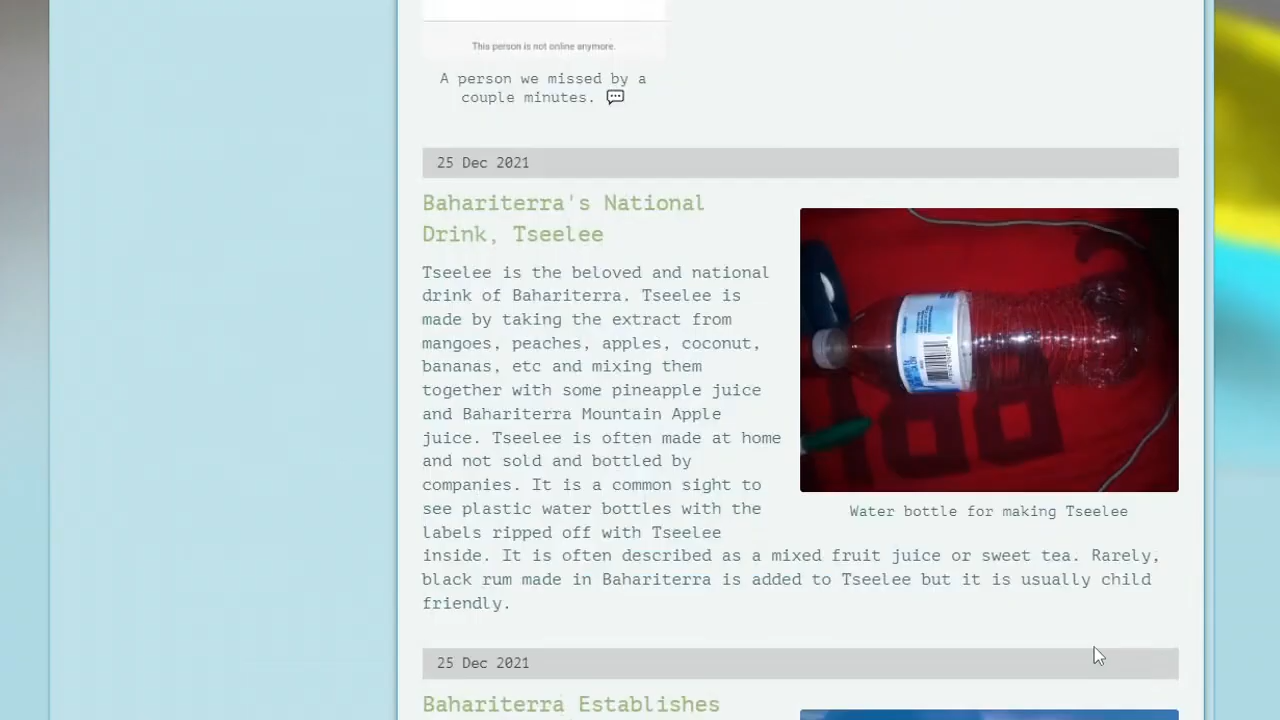 This person is not online anymore.
A person we missed by a
couple minutes. 💬
25 Dec 2021
Bahariterra's National
Drink, Tseelee
Tseelee is the beloved and national
drink of Bahariterra. Tseelee is
made by taking the extract from
mangoes, peaches, apples, coconut,
bananas, etc and mixing them
together with some pineapple juice
and Bahariterra Mountain Apple
juice. Tseelee is often made at home
and not sold and bottled by
companies. It is a common sight to
see plastic water bottles with the
labels ripped off with Tseelee
inside. It is often described as a mixed fruit juice or sweet tea. Rarely,
black rum made in Bahariterra is added to Tseelee but it is usually child
friendly.
Water bottle for making Tseelee
25 Dec 2021
Bahariterra Establishes